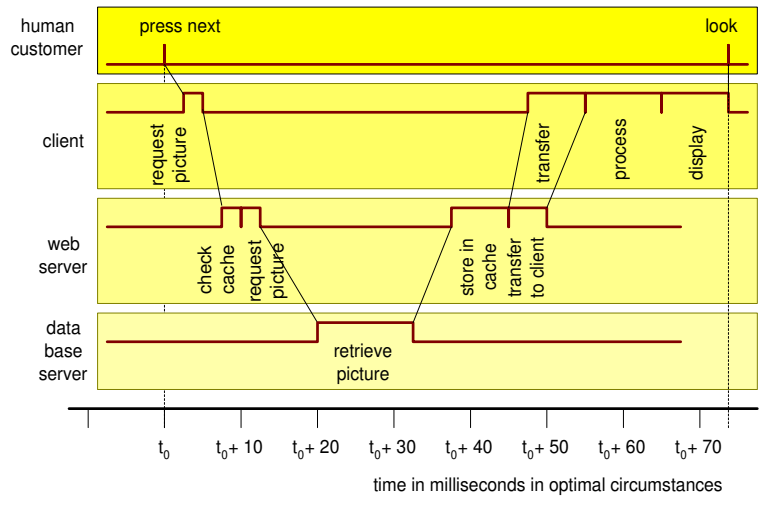 human
customer
press next
look
client
request
picture
transfer
process
display
web
server
check
cache
request
picture
store in
cache
transfer
to client
data
base
server
retrieve
picture
t₀
t₀+ 10
t₀+ 20
t₀+ 30
t₀+ 40
t₀+ 50
t₀+ 60
t₀+ 70
time in milliseconds in optimal circumstances